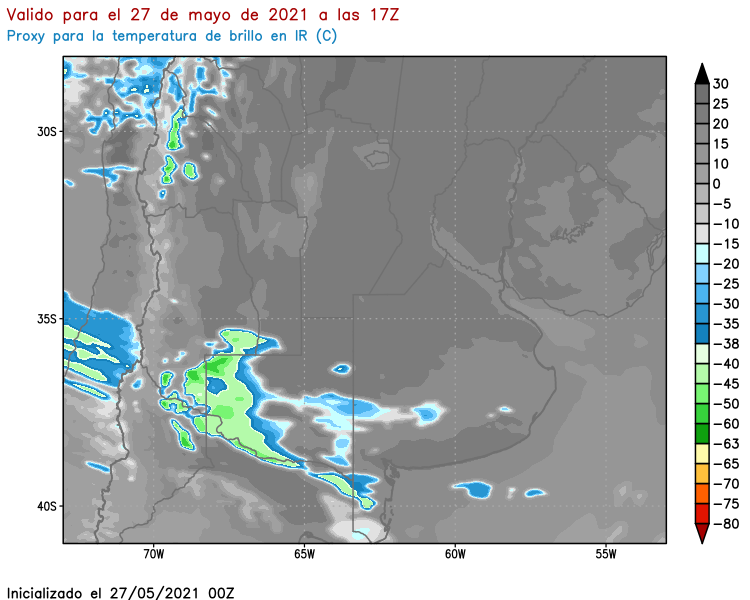 Valido para el 27 de mayo de 2021 a las 17Z
Proxy para la temperatura de brillo en IR (C)
30
25
20
15
10
0
−5
−10
−15
−20
−25
−30
−35
−38
−40
−45
−50
−60
−63
−65
−70
−75
−80
30S
35S
40S
70W
65W
60W
55W
Inicializado el 27/05/2021 00Z